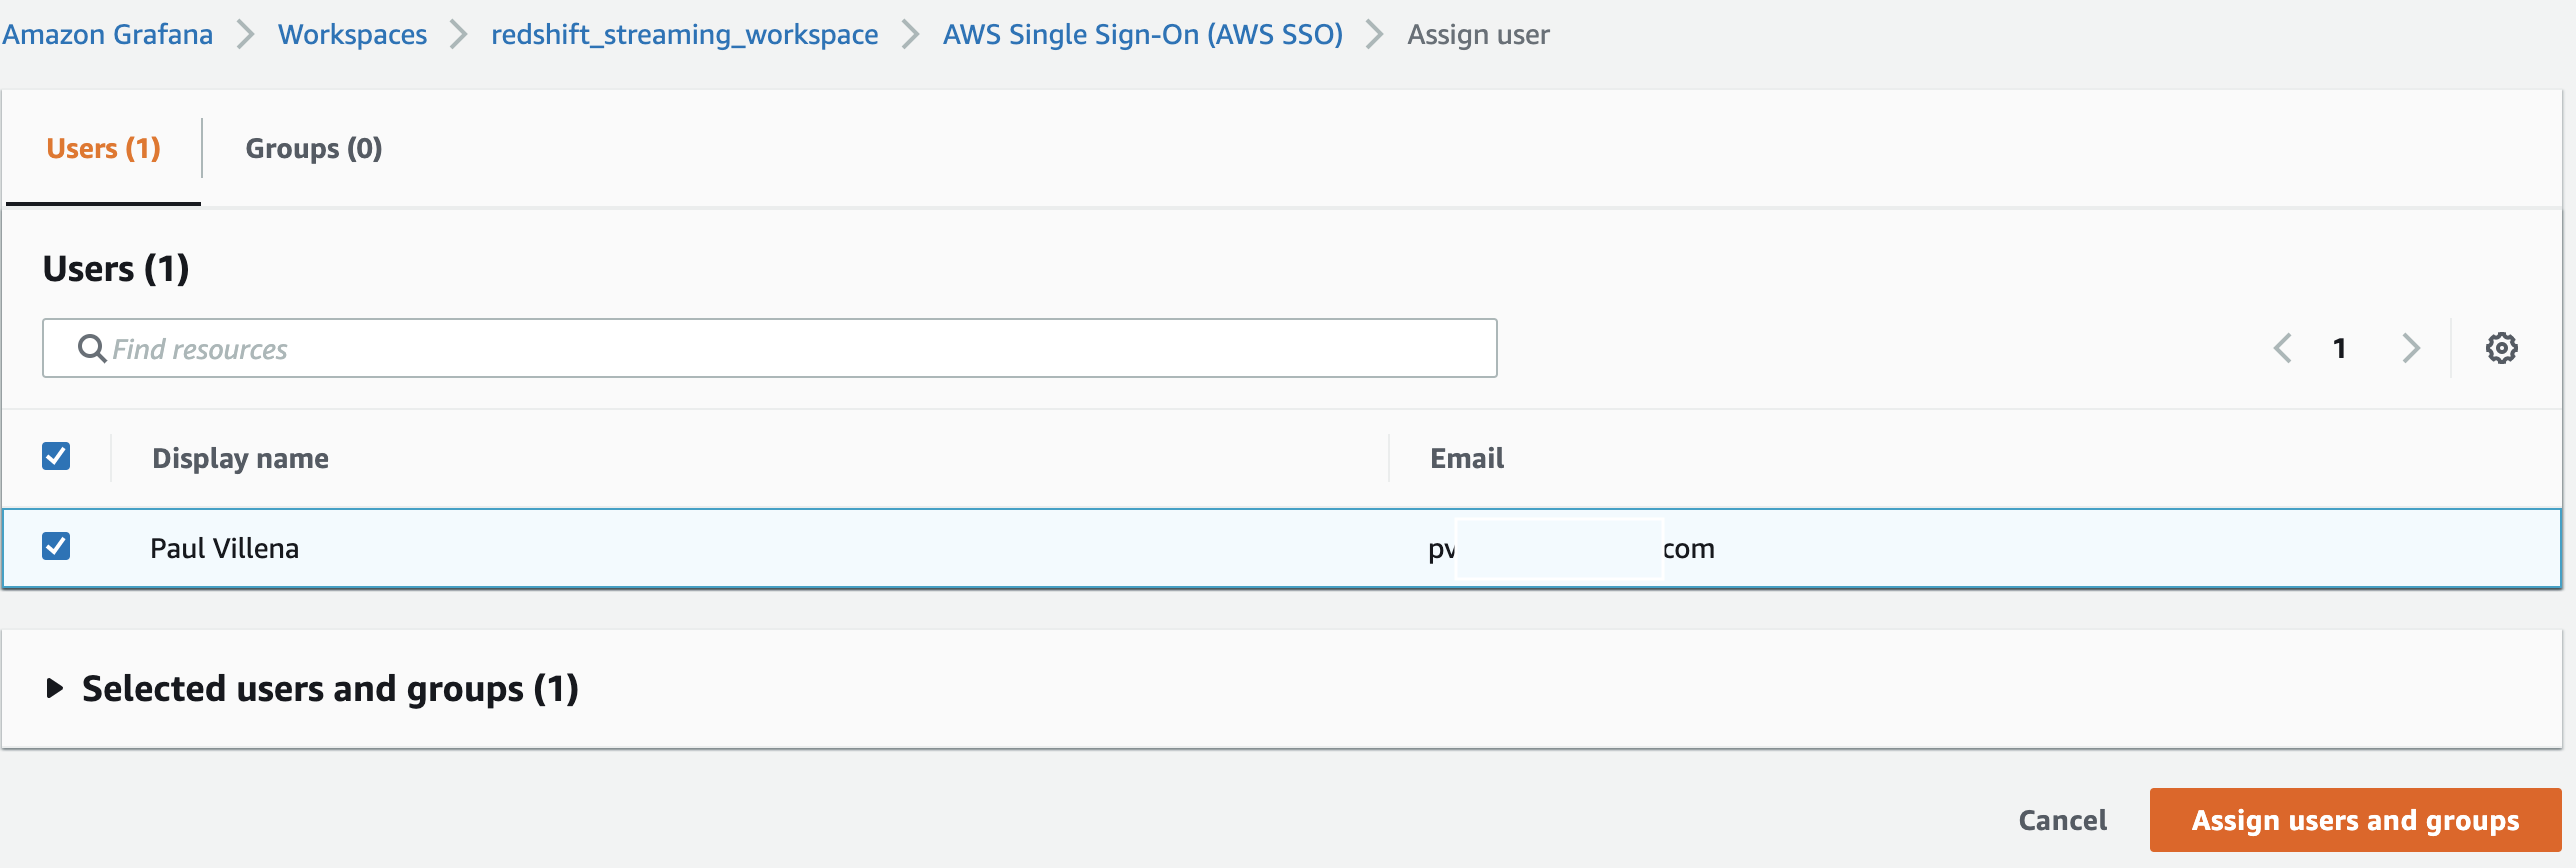 Amazon Grafana > Workspaces > redshift_streaming_workspace > AWS Single Sign-On (AWS SSO) > Assign user
Users (1) Groups (0)
Users (1)
Find resources 1
Display name Email
Paul Villena pv com
Selected users and groups (1)
Cancel Assign users and groups